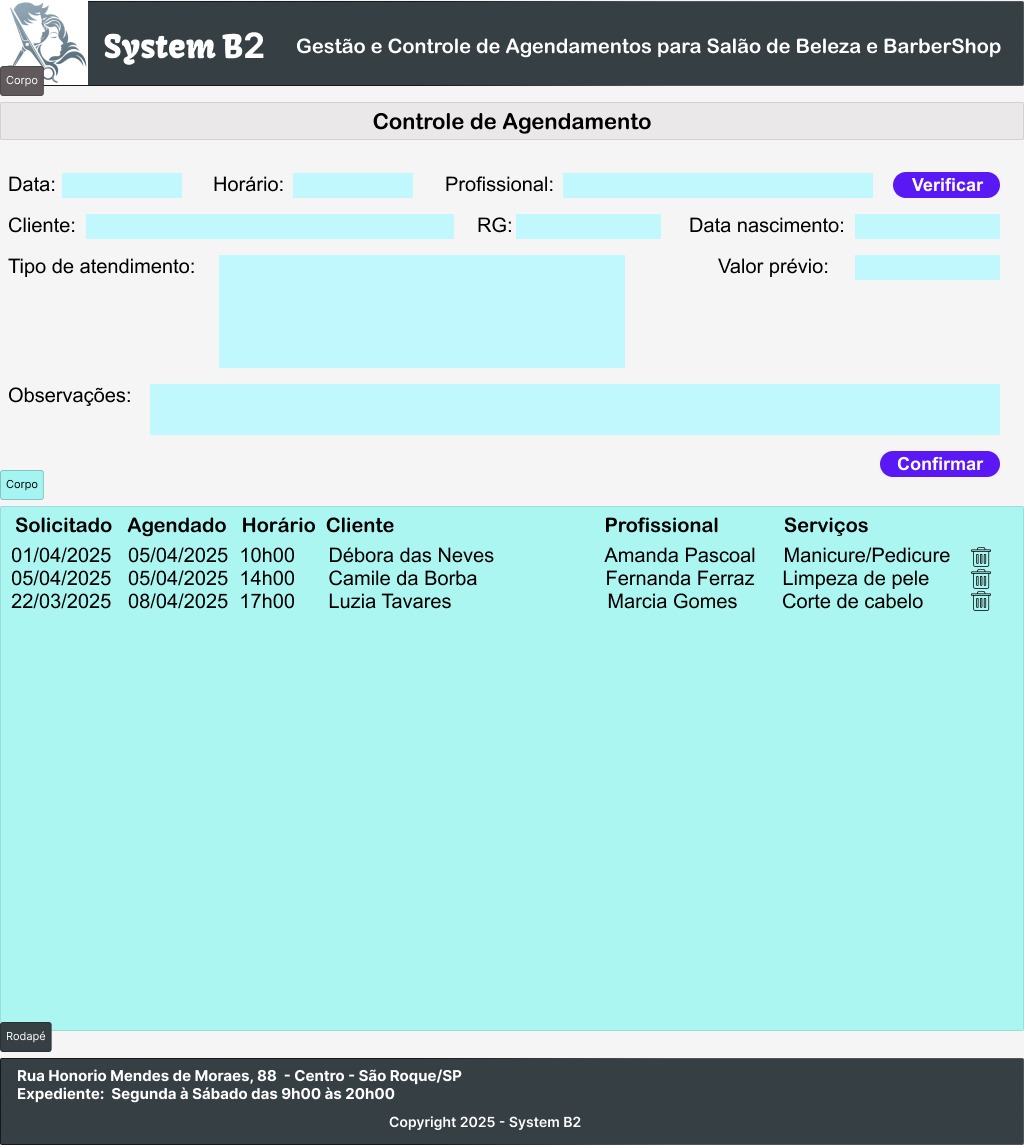 System B2 Gestão e Controle de Agendamentos para Salão de Beleza e BarberShop
Corpo
Controle de Agendamento
Data: Horário: Profissional: Verificar
Cliente: RG: Data nascimento:
Tipo de atendimento: Valor prévio:
Observações:
Confirmar
Corpo
Solicitado Agendado Horário Cliente Profissional Serviços
01/04/2025 05/04/2025 10h00 Débora das Neves Amanda Pascoal Manicure/Pedicure
05/04/2025 05/04/2025 14h00 Camile da Borba Fernanda Ferraz Limpeza de pele
22/03/2025 08/04/2025 17h00 Luzia Tavares Marcia Gomes Corte de cabelo
Rodapé
Rua Honorio Mendes de Moraes, 88 - Centro - São Roque/SP
Expediente: Segunda à Sábado das 9h00 às 20h00
Copyright 2025 - System B2